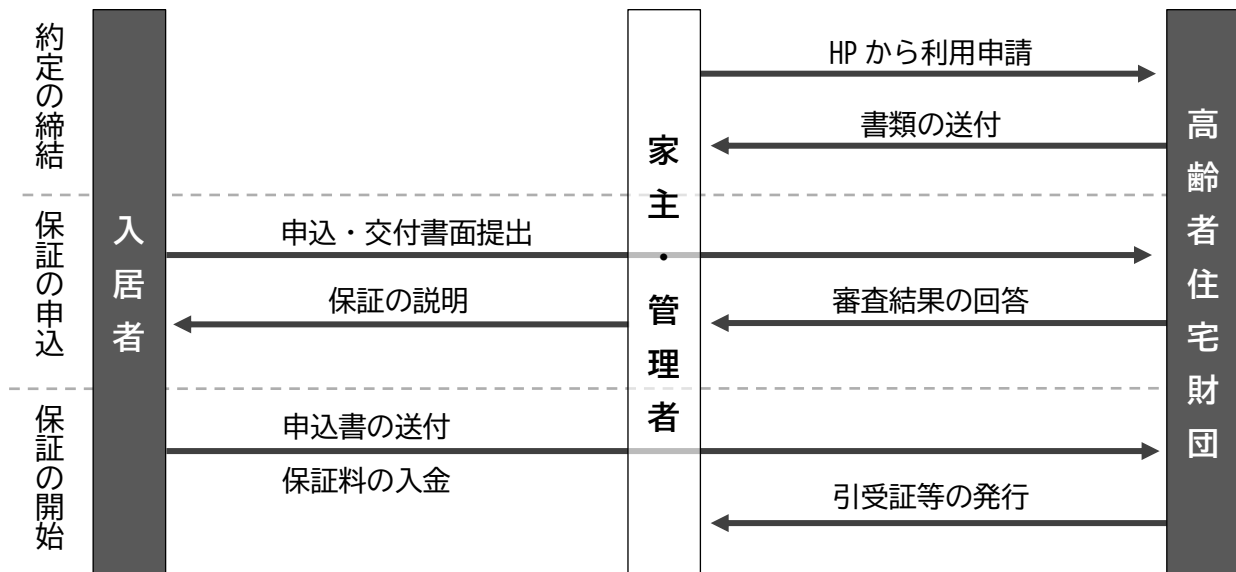 約定の締結
HPから利用申請
書類の送付
保証の申込
申込・交付書面提出
保証の説明
審査結果の回答
保証の開始
申込書の送付
保証料の入金
引受証等の発行
入居者
家主・管理者
高齢者住宅財団